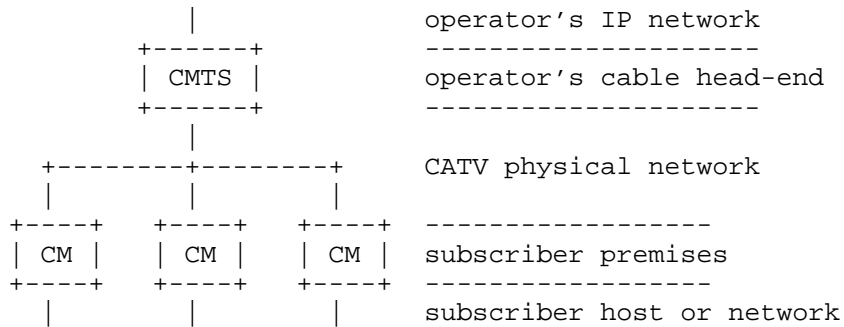 operator's IP network
CMTS operator's cable head-end
CATV physical network
CM CM CM subscriber premises
subscriber host or network